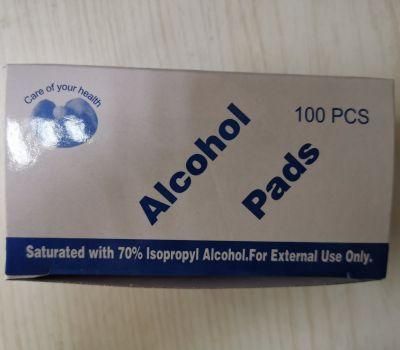 Care of your health
100 PCS
Alcohol
Pads
Saturated with 70% Isopropyl Alcohol.For External Use Only.